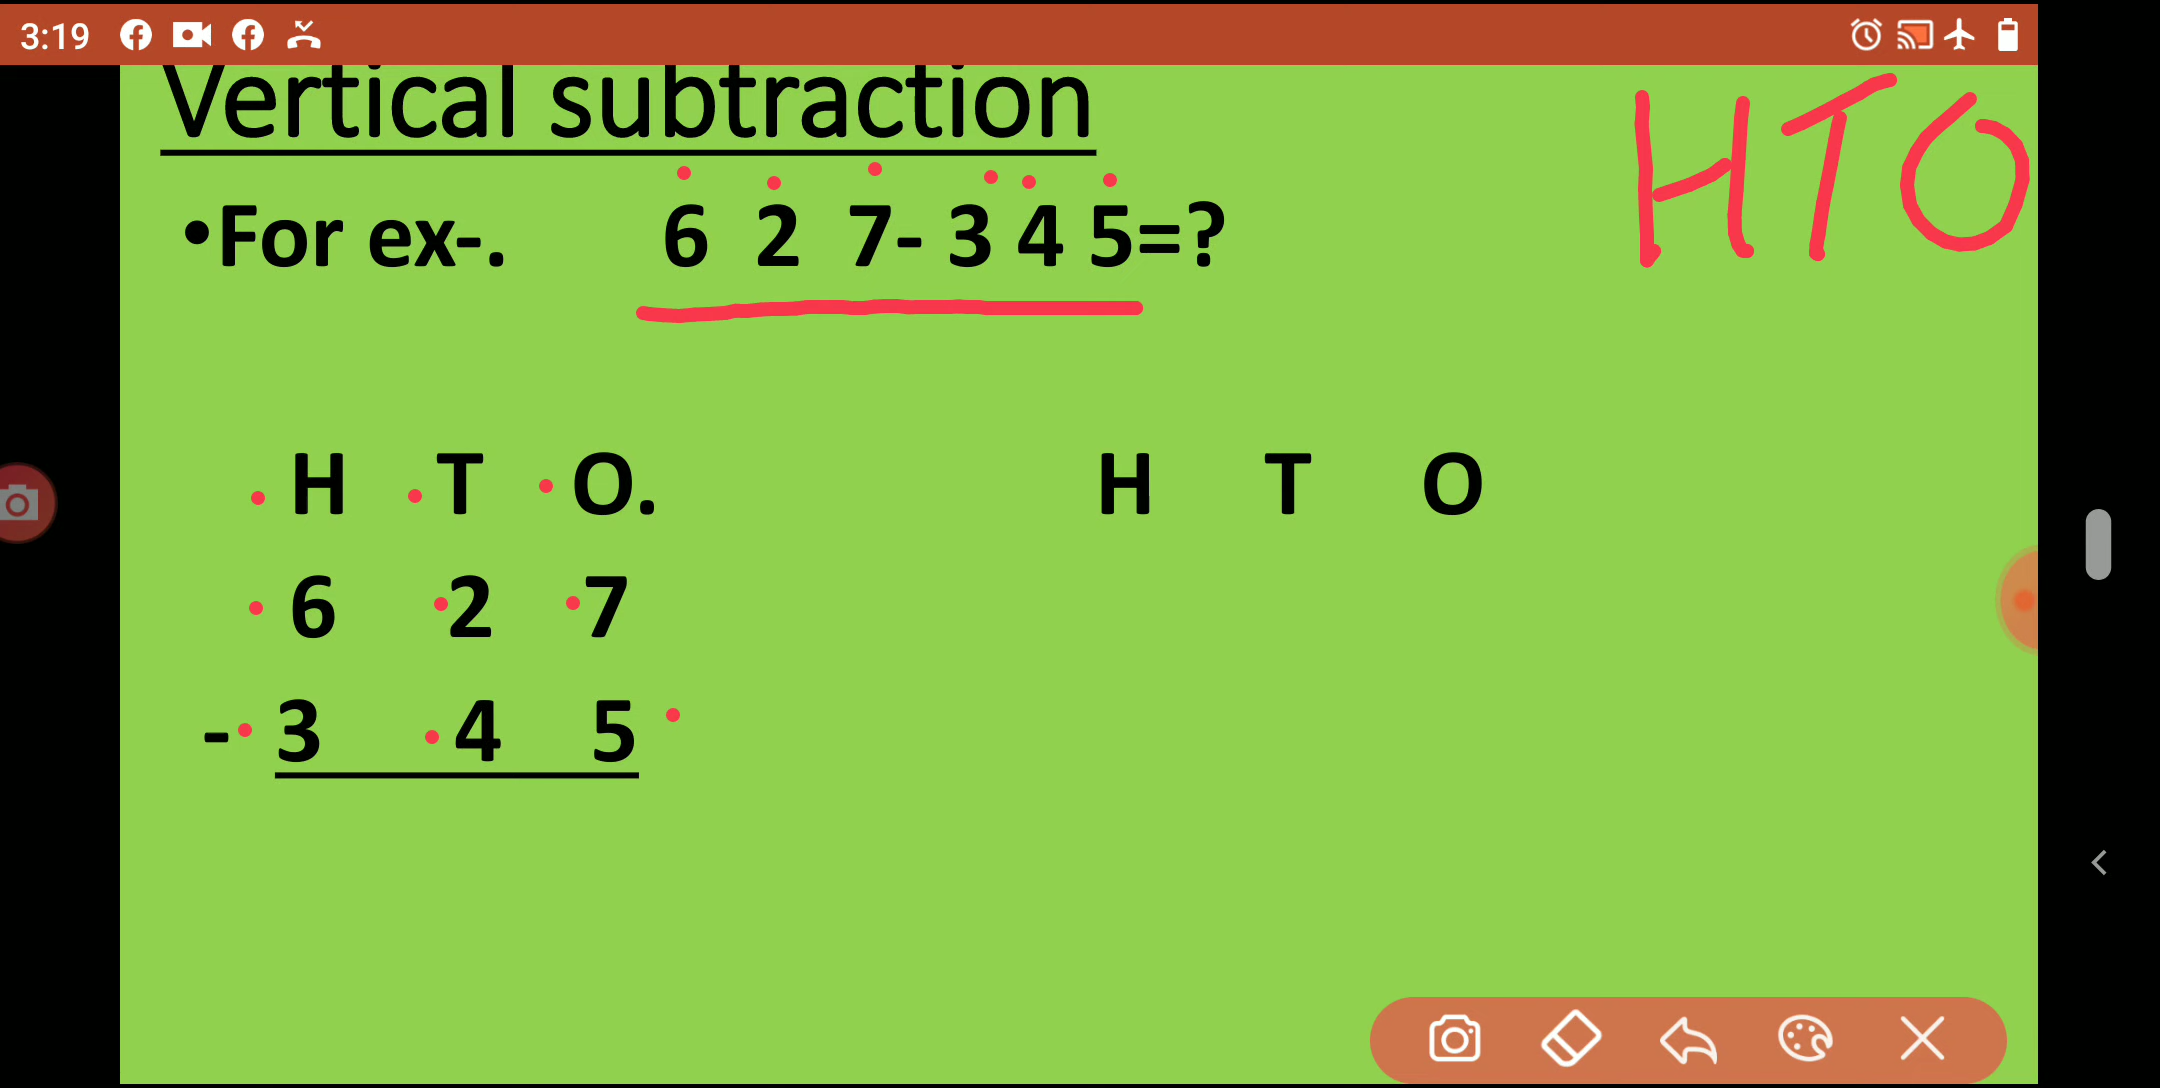 3:19
Vertical subtraction
HTO
•For ex-. 6 2 7- 3 4 5=?
H T O. H T O
6 2 7
- 3 4 5